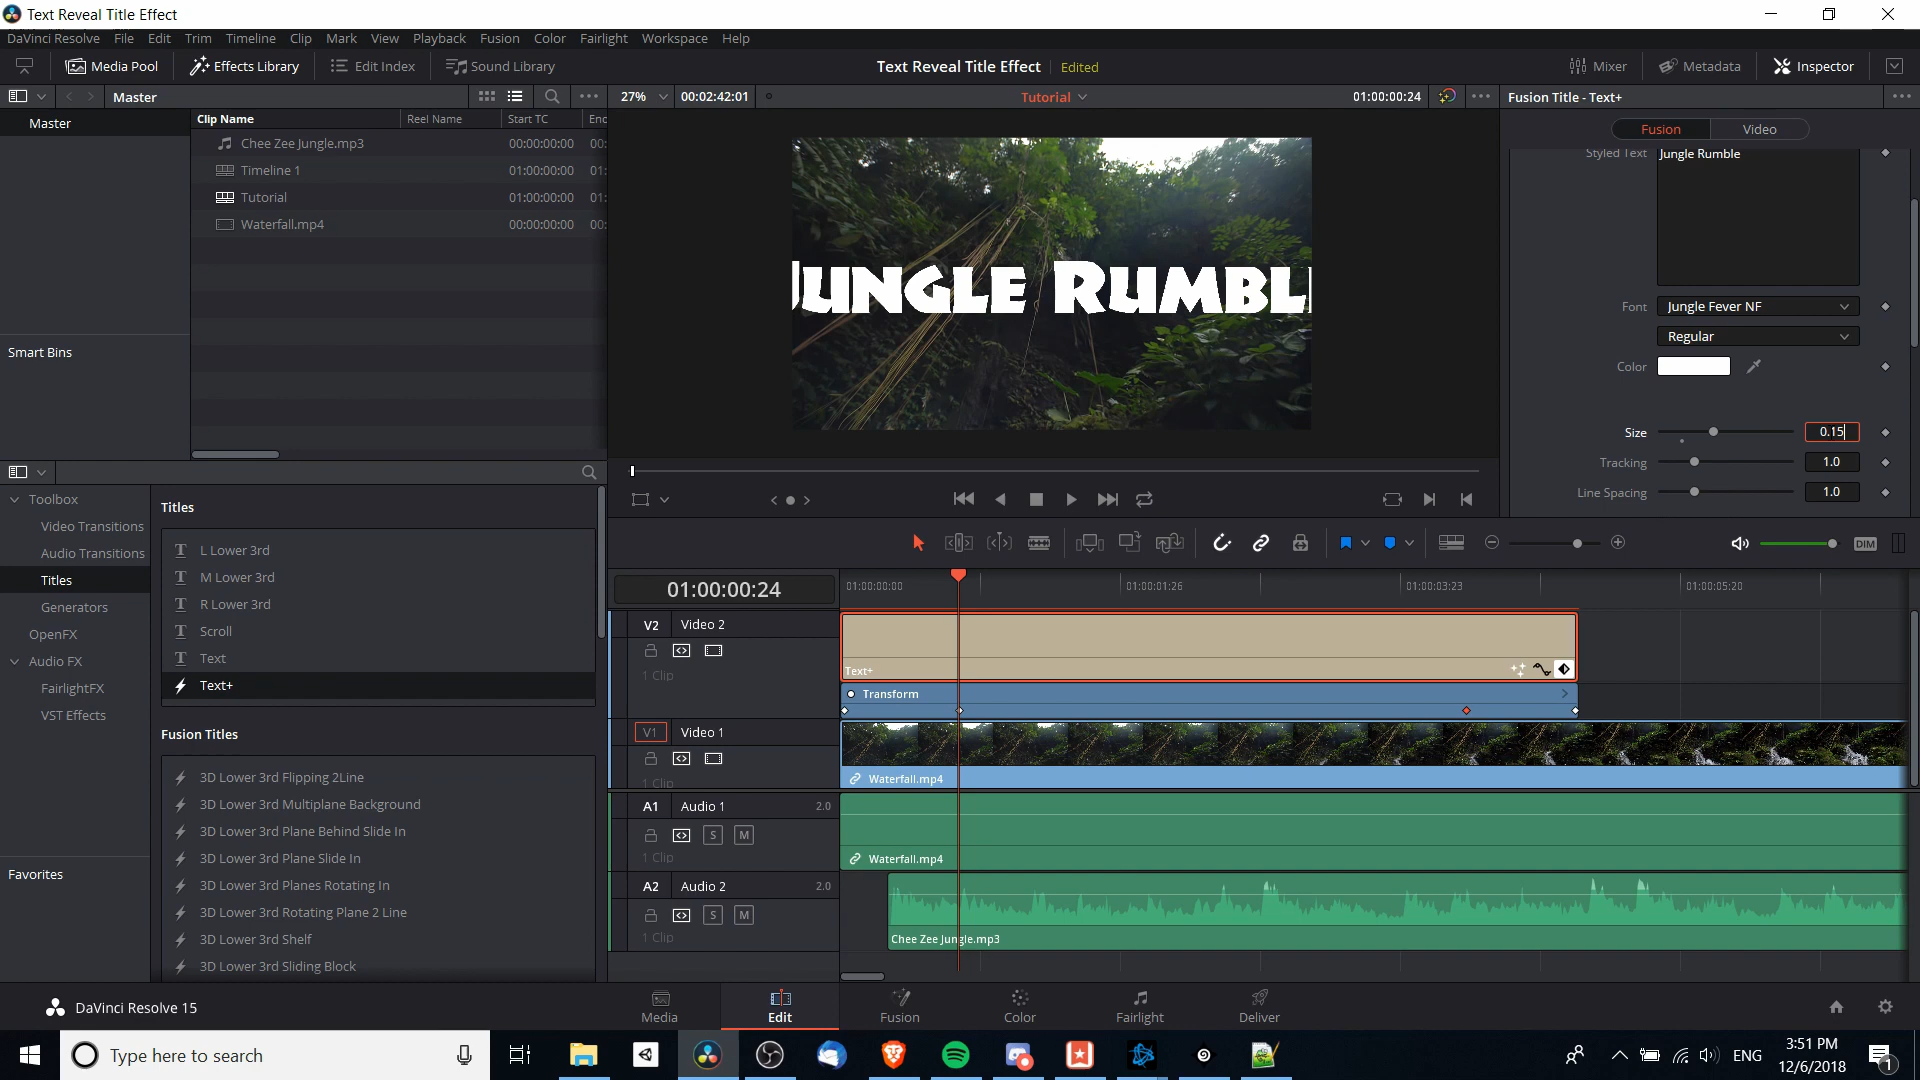 Text Reveal Title Effect
DaVinci Resolve File Edit Trim Timeline Clip Mark View Playback Fusion Color Fairlight Workspace Help
Media Pool Effects Library Edit Index Sound Library Text Reveal Title Effect Edited Mixer Metadata Inspector
Master 27% 00:02:42:01 Tutorial 01:00:00:24 Fusion Title - Text+
Master
Clip Name Reel Name Start TC
Chee Zee Jungle.mp3 00:00:00:00 00:
Timeline 1 01:00:00:00 01:
Tutorial 01:00:00:00 01:
Waterfall.mp4 00:00:00:00 00:
Smart Bins
JUNGLE RUMBLE
Fusion Video
Styled Text Jungle Rumble
Font Jungle Fever NF
Regular
Color
Size 0.15
Tracking 1.0
Line Spacing 1.0
Toolbox
Video Transitions
Audio Transitions
Titles
Generators
OpenFX
Audio FX
FairlightFX
VST Effects
Favorites
Titles
L Lower 3rd
M Lower 3rd
R Lower 3rd
Scroll
Text
Text+
Fusion Titles
3D Lower 3rd Flipping 2Line
3D Lower 3rd Multiplane Background
3D Lower 3rd Plane Behind Slide In
3D Lower 3rd Plane Slide In
3D Lower 3rd Planes Rotating In
3D Lower 3rd Rotating Plane 2 Line
3D Lower 3rd Shelf
3D Lower 3rd Sliding Block
DIM
01:00:00:24 01:00:00:00 01:00:01:26 01:00:03:23 01:00:05:20
V2 Video 2
1 Clip
Text+
Transform
V1 Video 1
1 Clip
Waterfall.mp4
A1 Audio 1 2.0
S M
1 Clip
Waterfall.mp4
A2 Audio 2 2.0
S M
1 Clip
Chee Zee Jungle.mp3
DaVinci Resolve 15
Media Edit Fusion Color Fairlight Deliver
Type here to search
ENG
3:51 PM
12/6/2018
1